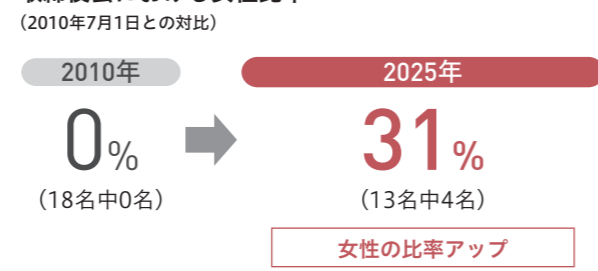 （2010年7月1日との対比）
2010年
2025年
0%
31%
（18名中0名）
（13名中4名）
女性の比率アップ